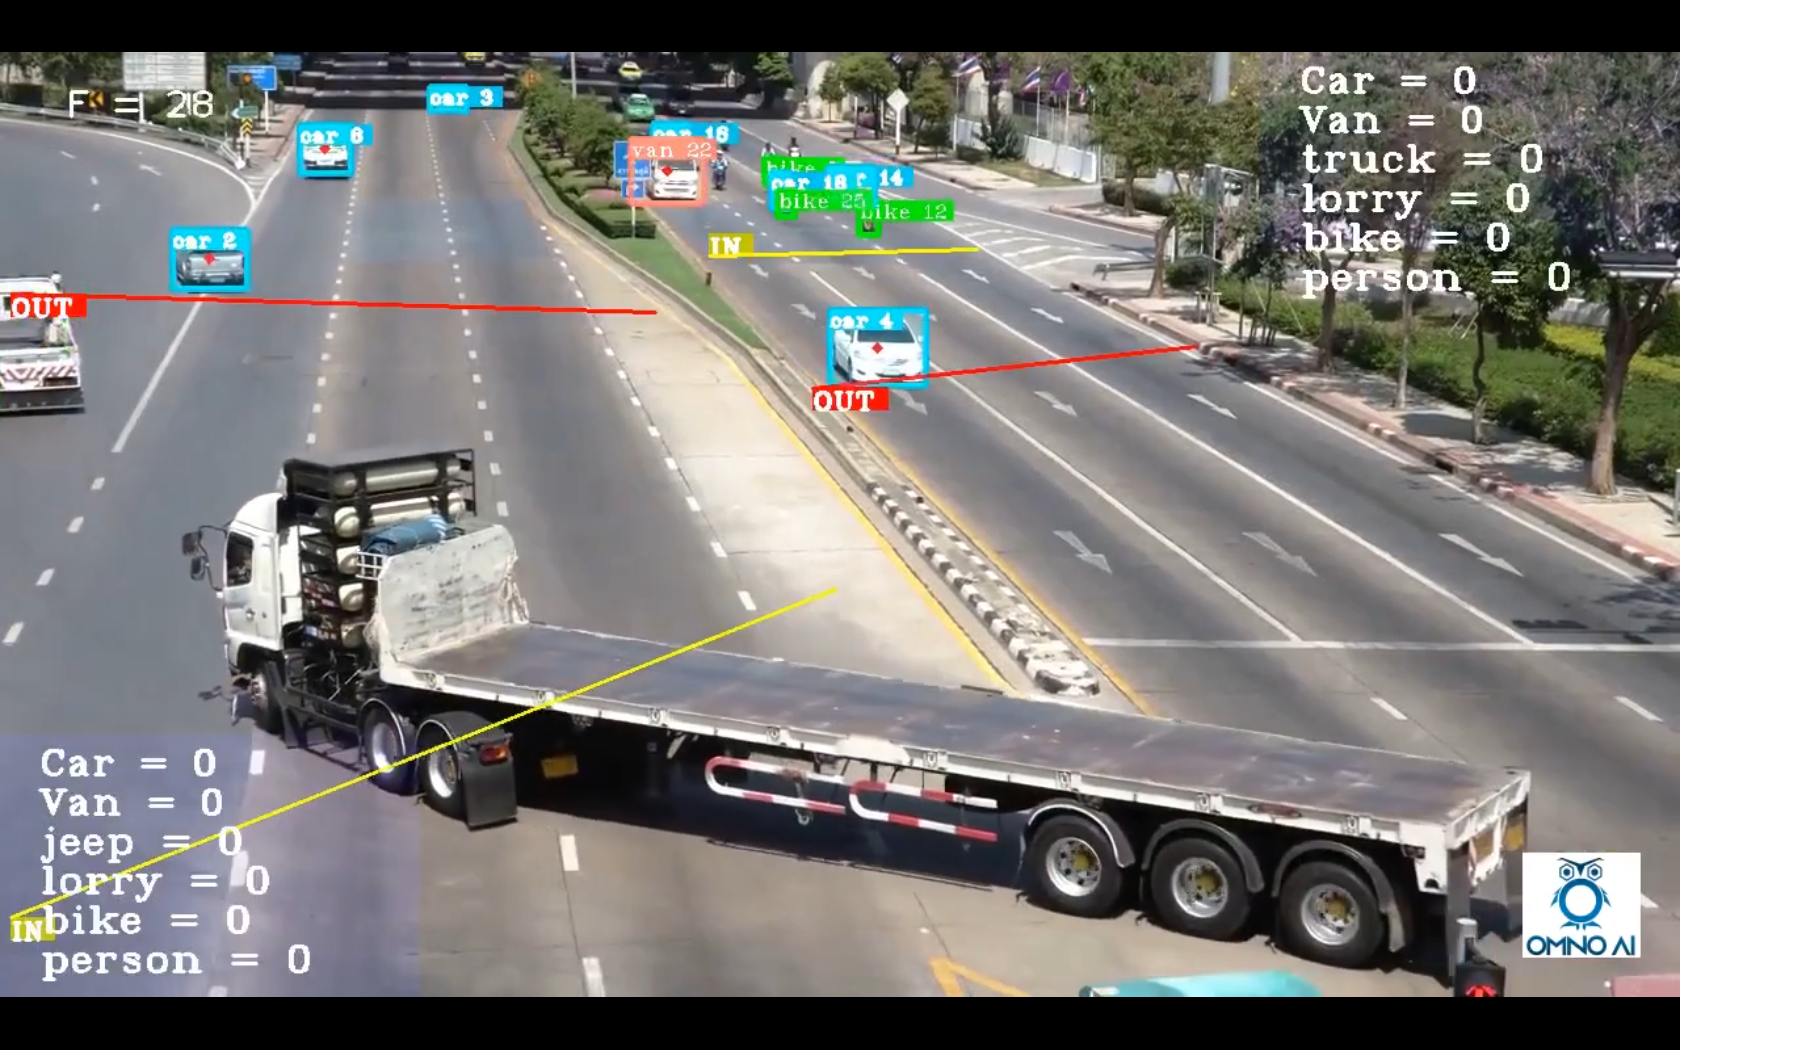 car 3
218
car 6
car 16
van 22
bike
car 18
14
bike 25
bike 12
car 2
IN
OUT
car 4
OUT
Car = 0
Van = 0
truck = 0
lorry = 0
bike = 0
person = 0
Car = 0
Van = 0
jeep = 0
lorry = 0
bike = 0
person = 0
IN
OMNO AI